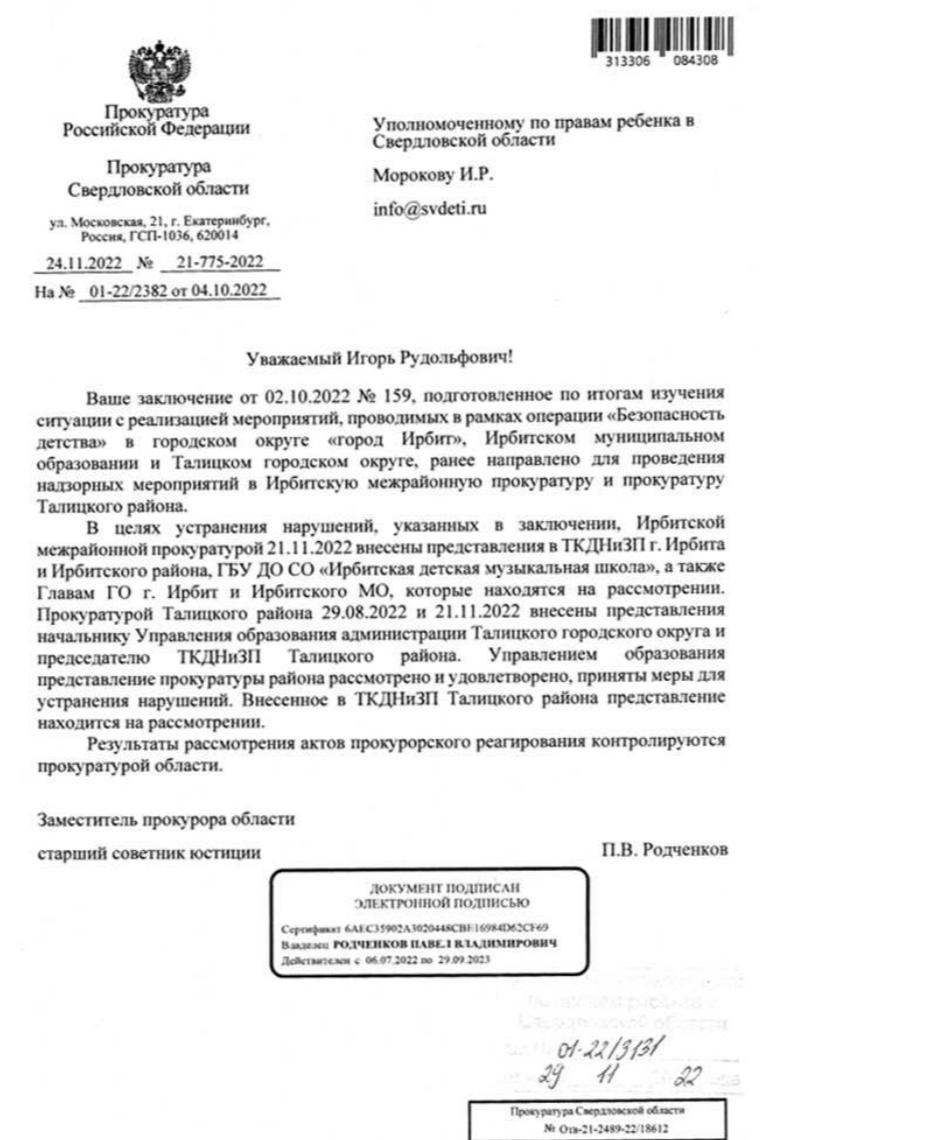 313306 084308
Прокуратура
Российской Федерации
Прокуратура
Свердловской области
ул. Московская, 21, г. Екатеринбург,
Россия, ГСП-1036, 620014
24.11.2022 № 21-775-2022
На № 01-22/2382 от 04.10.2022
Уполномоченному по правам ребенка в
Свердловской области
Морокову И.Р.
info@svdeti.ru
Уважаемый Игорь Рудольфович!
Ваше заключение от 02.10.2022 № 159, подготовленное по итогам изучения
ситуации с реализацией мероприятий, проводимых в рамках операции «Безопасность
детства» в городском округе «город Ирбит», Ирбитском муниципальном
образовании и Талицком городском округе, ранее направлено для проведения
надзорных мероприятий в Ирбитскую межрайонную прокуратуру и прокуратуру
Талицкого района.
В целях устранения нарушений, указанных в заключении, Ирбитской
межрайонной прокуратурой 21.11.2022 внесены представления в ТКДНиЗП г. Ирбита
и Ирбитского района, ГБУ ДО СО «Ирбитская детская музыкальная школа», а также
Главам ГО г. Ирбит и Ирбитского МО, которые находятся на рассмотрении.
Прокуратурой Талицкого района 29.08.2022 и 21.11.2022 внесены представления
начальнику Управления образования администрации Талицкого городского округа и
председателю ТКДНиЗП Талицкого района. Управлением образования
представление прокуратуры района рассмотрено и удовлетворено, приняты меры для
устранения нарушений. Внесенное в ТКДНиЗП Талицкого района представление
находится на рассмотрении.
Результаты рассмотрения актов прокурорского реагирования контролируются
прокуратурой области.
Заместитель прокурора области
старший советник юстиции П.В. Родченков
ДОКУМЕНТ ПОДПИСАН
ЭЛЕКТРОННОЙ ПОДПИСЬЮ
Сертификат 6AEC35902A3020448CBE16984D62CF69
Владелец РОДЧЕНКОВ ПАВЕЛ ВЛАДИМИРОВИЧ
Действителен с 06.07.2022 по 29.09.2023
Свердловской области
01-22/3131
29 11 22
Прокуратура Свердловской области
№ Отв-21-2489-22/18612